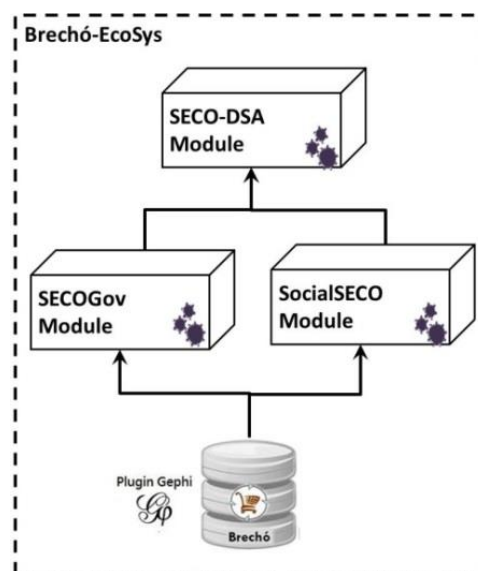 Brechó-EcoSys
SECO-DSA
Module
SECOGov
Module
SocialSECO
Module
Plugin Gephi
Brechó